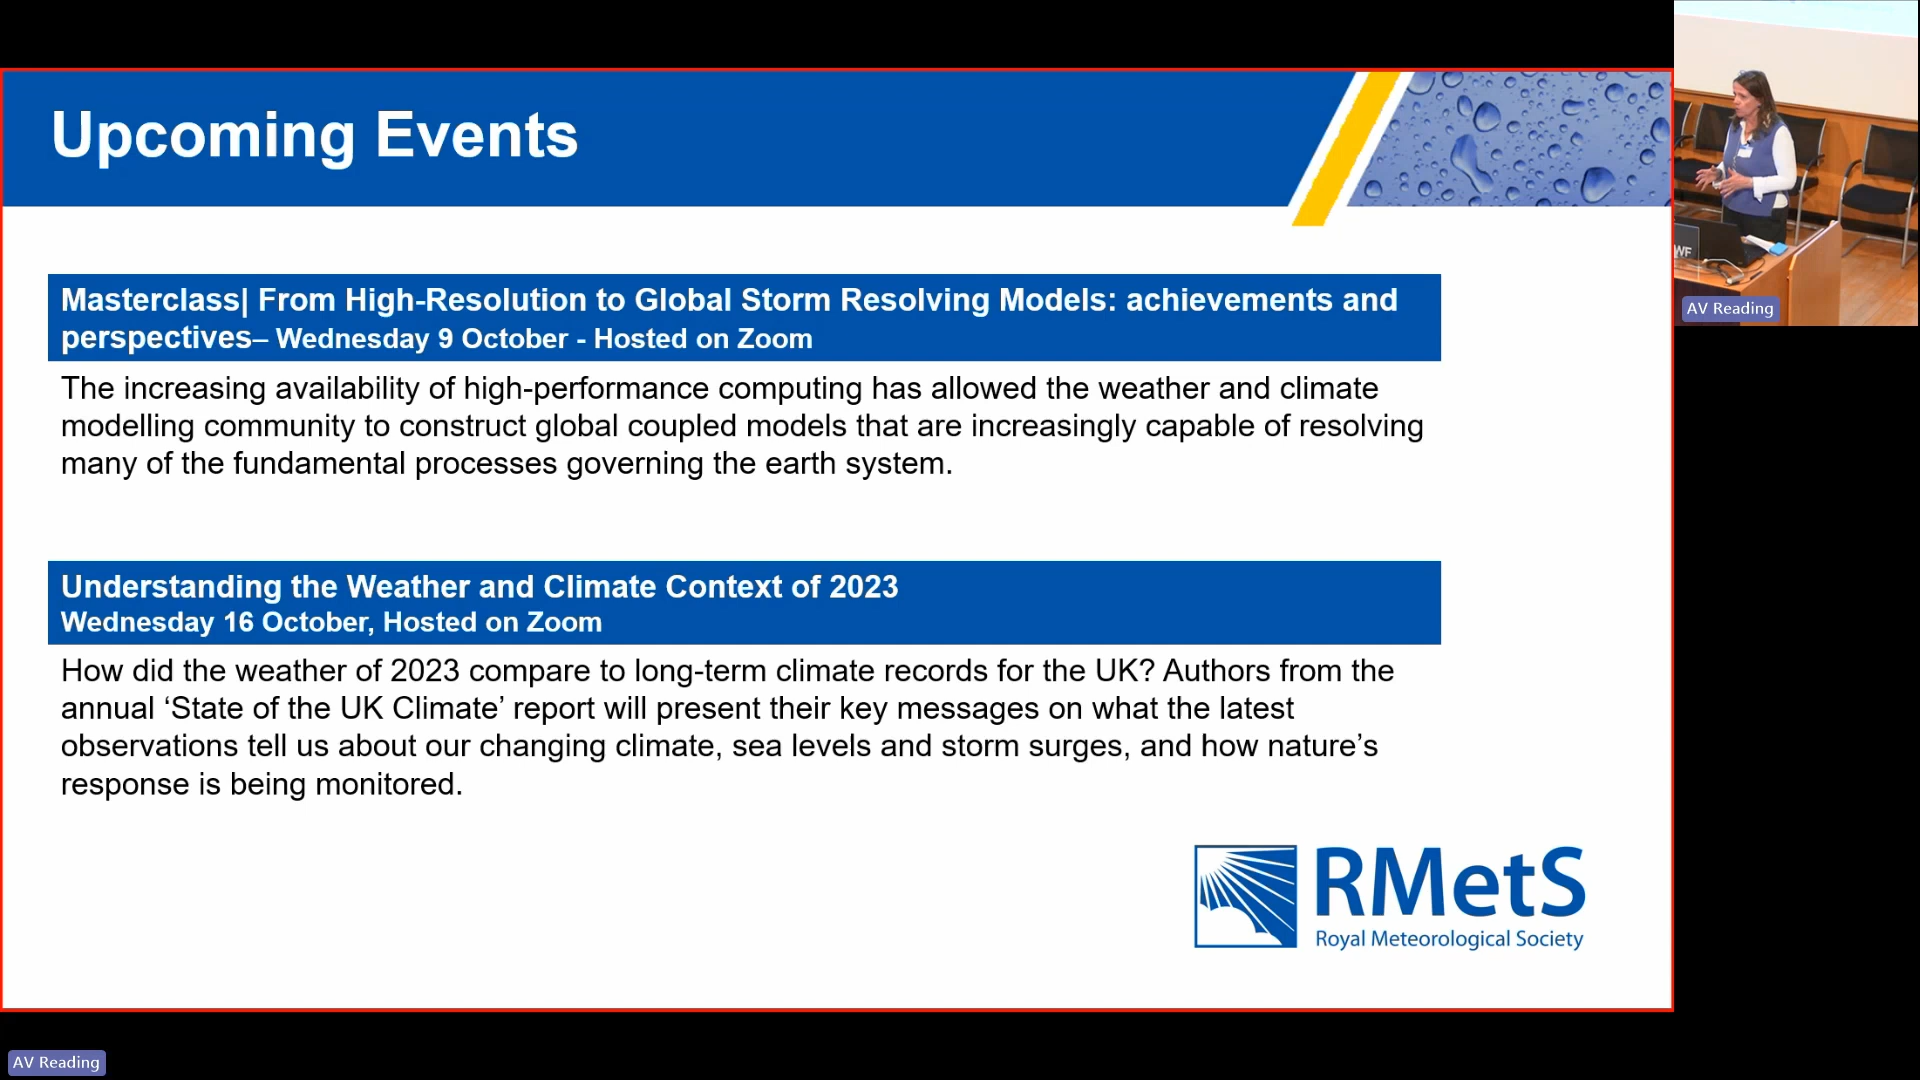 Upcoming Events
Masterclass| From High-Resolution to Global Storm Resolving Models: achievements and
perspectives– Wednesday 9 October - Hosted on Zoom
The increasing availability of high-performance computing has allowed the weather and climate
modelling community to construct global coupled models that are increasingly capable of resolving
many of the fundamental processes governing the earth system.
Understanding the Weather and Climate Context of 2023
Wednesday 16 October, Hosted on Zoom
How did the weather of 2023 compare to long-term climate records for the UK? Authors from the
annual ‘State of the UK Climate’ report will present their key messages on what the latest
observations tell us about our changing climate, sea levels and storm surges, and how nature’s
response is being monitored.
RMetS
Royal Meteorological Society
WF
AV Reading
AV Reading